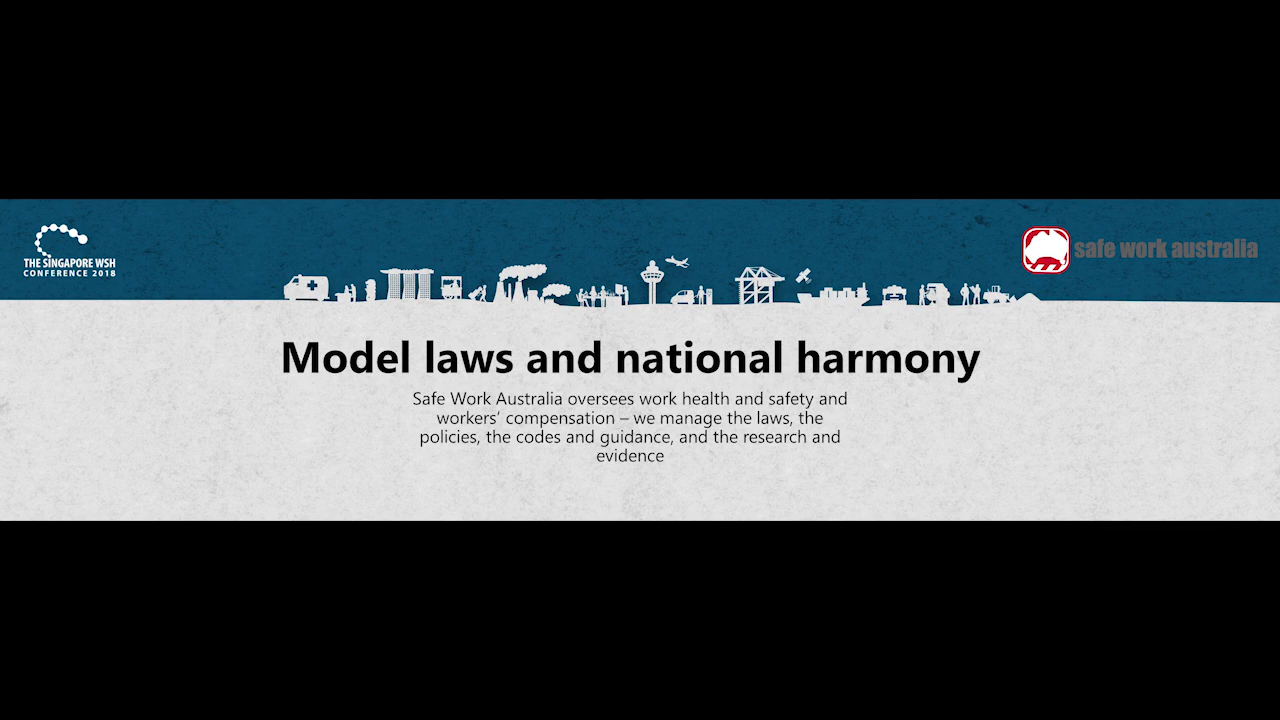 THE SINGAPORE WSH
CONFERENCE 2018
safe work australia
Model laws and national harmony
Safe Work Australia oversees work health and safety and
workers’ compensation – we manage the laws, the
policies, the codes and guidance, and the research and
evidence